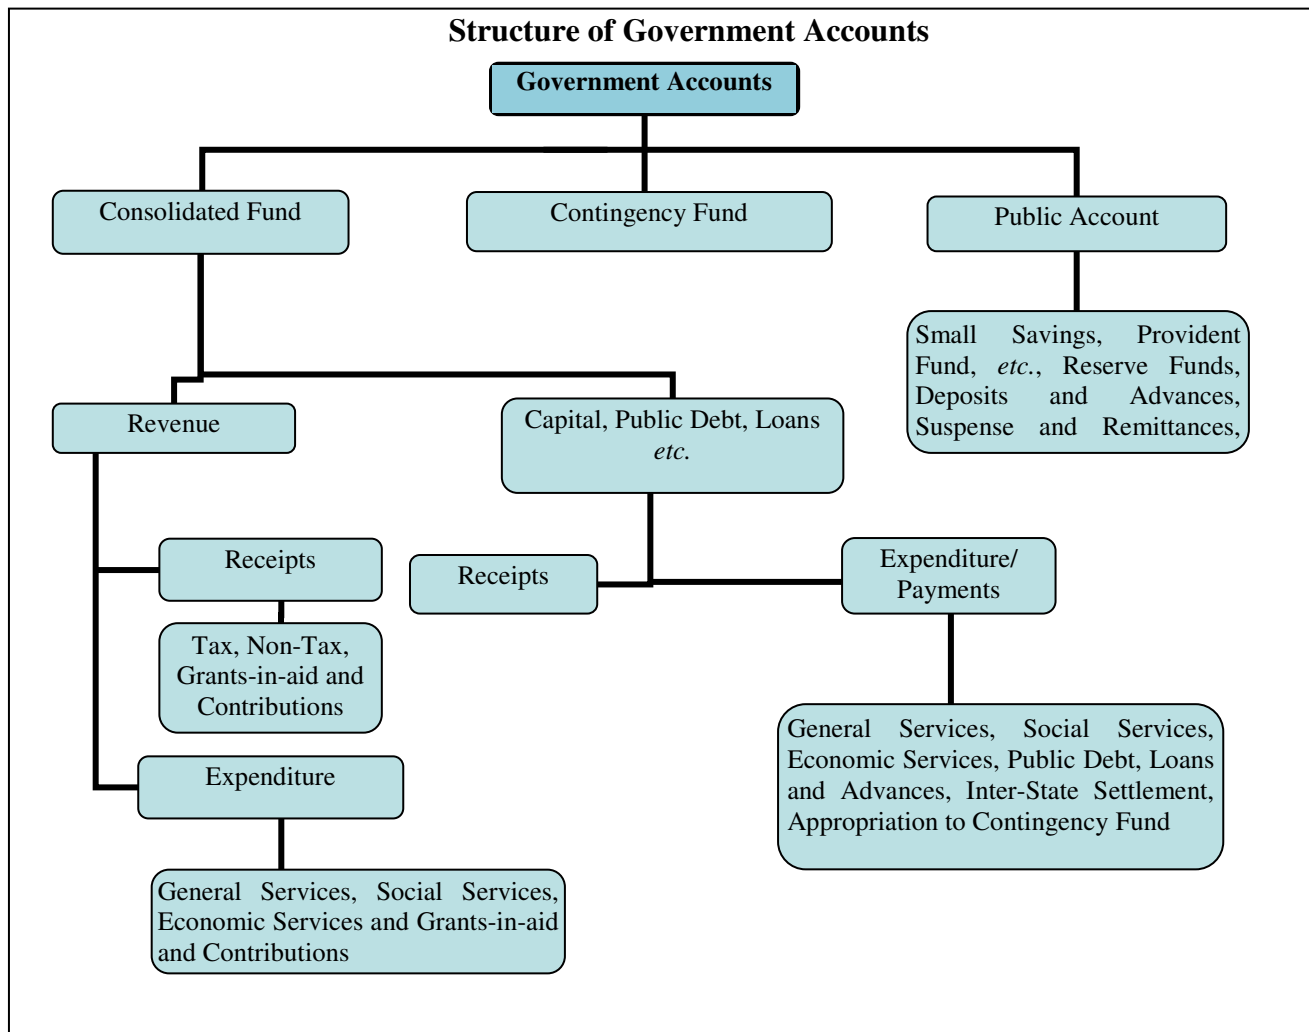 Structure of Government Accounts
Government Accounts
Consolidated Fund
Contingency Fund
Public Account
Small Savings, Provident
Fund, etc., Reserve Funds,
Deposits and Advances,
Suspense and Remittances,
Revenue
Capital, Public Debt, Loans
etc.
Receipts
Receipts
Expenditure/
Payments
Tax, Non-Tax,
Grants-in-aid and
Contributions
General Services, Social Services,
Economic Services, Public Debt, Loans
and Advances, Inter-State Settlement,
Appropriation to Contingency Fund
Expenditure
General Services, Social Services,
Economic Services and Grants-in-aid
and Contributions